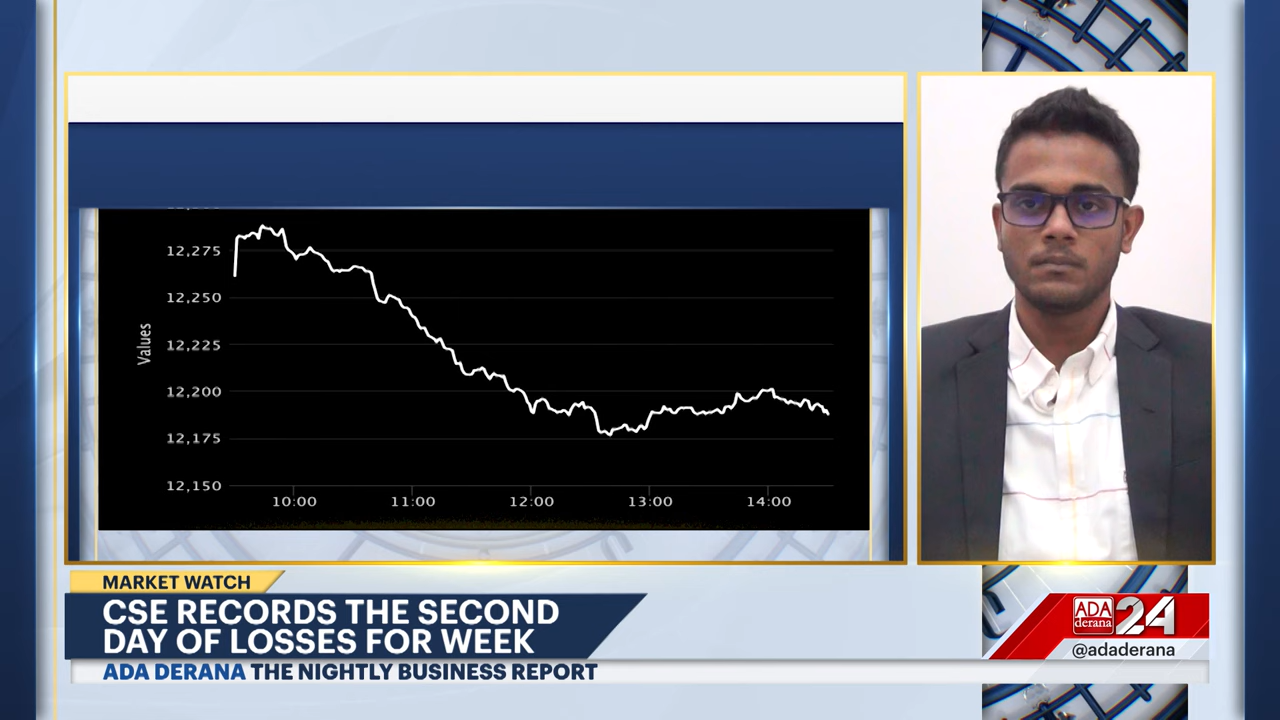 12,275
12,250
12,225
12,200
12,175
12,150
Values
10:00 11:00 12:00 13:00 14:00
MARKET WATCH
CSE RECORDS THE SECOND
DAY OF LOSSES FOR WEEK
ADA DERANA THE NIGHTLY BUSINESS REPORT
ADA
derana
24
@adaderana